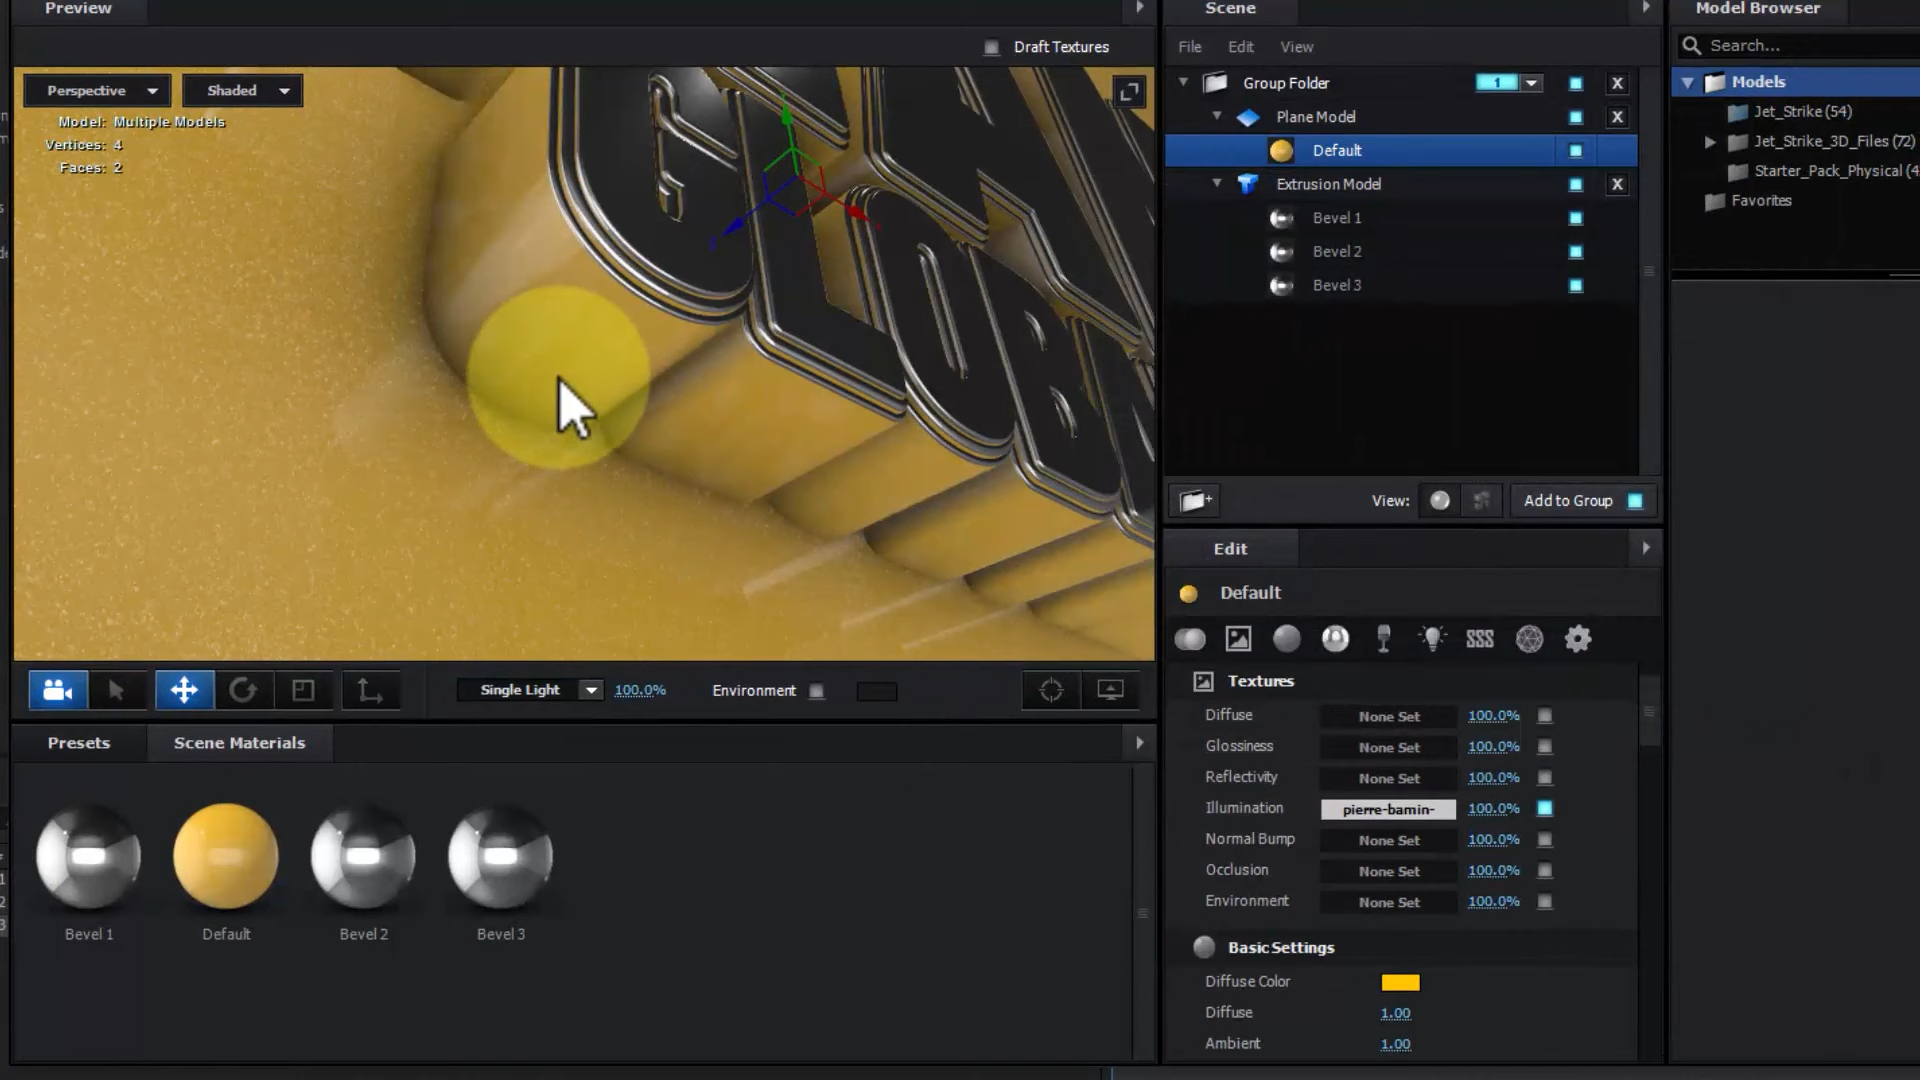 Preview
Draft Textures
Perspective
Shaded
Model: Multiple Models
Vertices: 4
Faces: 2
Single Light
100.0%
Environment
Presets
Scene Materials
Bevel 1
Default
Bevel 2
Bevel 3
Scene
File
Edit
View
Group Folder
1
X
Plane Model
X
Default
Extrusion Model
X
Bevel 1
Bevel 2
Bevel 3
View:
Add to Group
Edit
Default
SSS
Textures
Diffuse None Set 100.0%
Glossiness None Set 100.0%
Reflectivity None Set 100.0%
Illumination pierre-bamin- 100.0%
Normal Bump None Set 100.0%
Occlusion None Set 100.0%
Environment None Set 100.0%
Basic Settings
Diffuse Color
Diffuse 1.00
Ambient 1.00
Model Browser
Search...
Models
Jet_Strike (54)
Jet_Strike_3D_Files (72)
Starter_Pack_Physical (4
Favorites